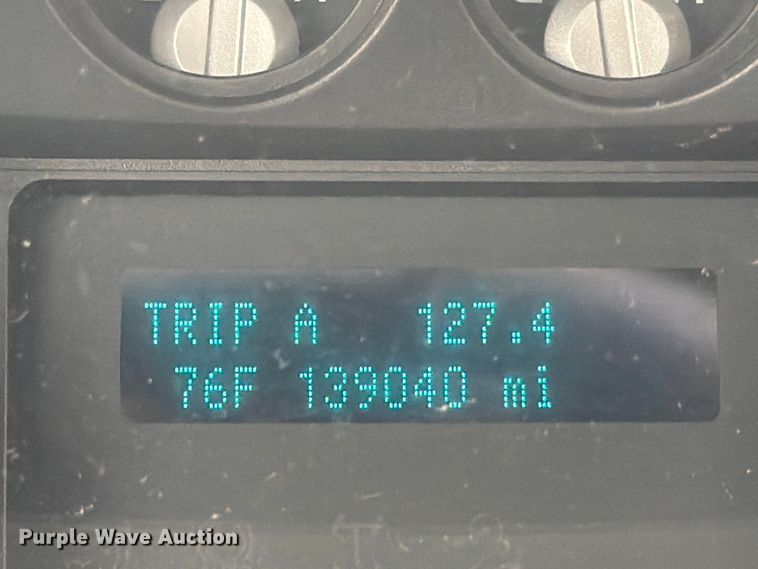 TRIP A 127.4
76F 139040 mi
Purple Wave Auction